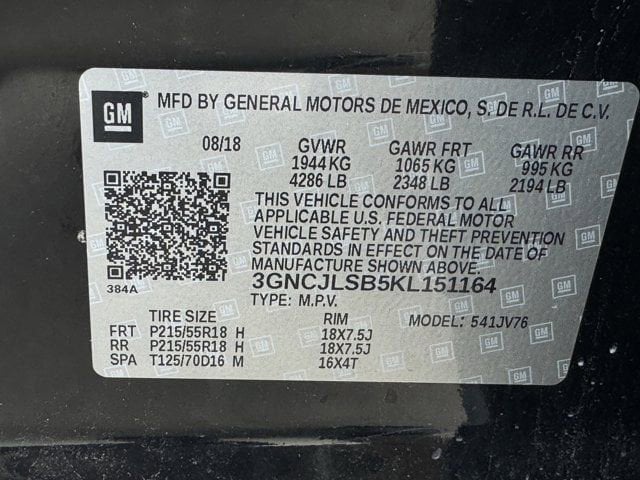 GM MFD BY GENERAL MOTORS DE MEXICO, S. DE R.L. DE C.V.
08/18 GVWR GAWR FRT GAWR RR
1944 KG 1065 KG 995 KG
4286 LB 2348 LB 2194 LB
THIS VEHICLE CONFORMS TO ALL
APPLICABLE U.S. FEDERAL MOTOR
VEHICLE SAFETY AND THEFT PREVENTION
STANDARDS IN EFFECT ON THE DATE OF
MANUFACTURE SHOWN ABOVE.
384A 3GNCJLSB5KL151164
TYPE: M.P.V. MODEL: 541JV76
TIRE SIZE RIM
FRT P215/55R18 H 18X7.5J
RR P215/55R18 H 18X7.5J
SPA T125/70D16 M 16X4T